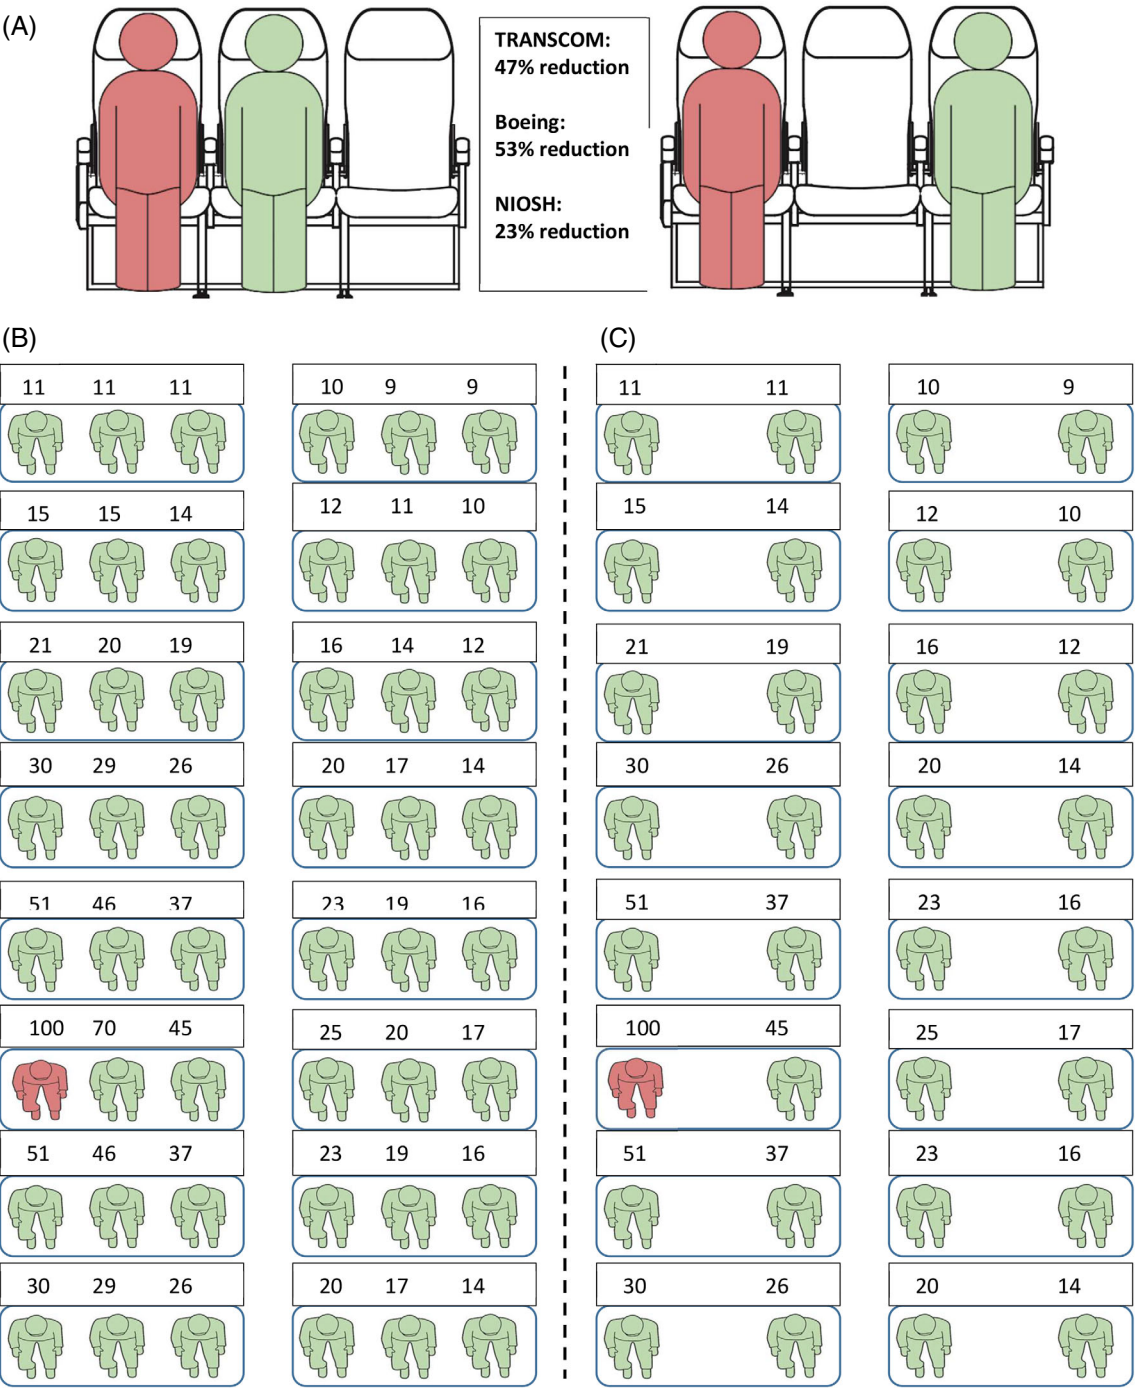 (A)
TRANSCOM:
47% reduction
Boeing:
53% reduction
NIOSH:
23% reduction
(B)
11 11 11 10 9 9
15 15 14 12 11 10
21 20 19 16 14 12
30 29 26 20 17 14
51 46 37 23 19 16
100 70 45 25 20 17
51 46 37 23 19 16
30 29 26 20 17 14
(C)
11 11 10 9
15 14 12 10
21 19 16 12
30 26 20 14
51 37 23 16
100 45 25 17
51 37 23 16
30 26 20 14